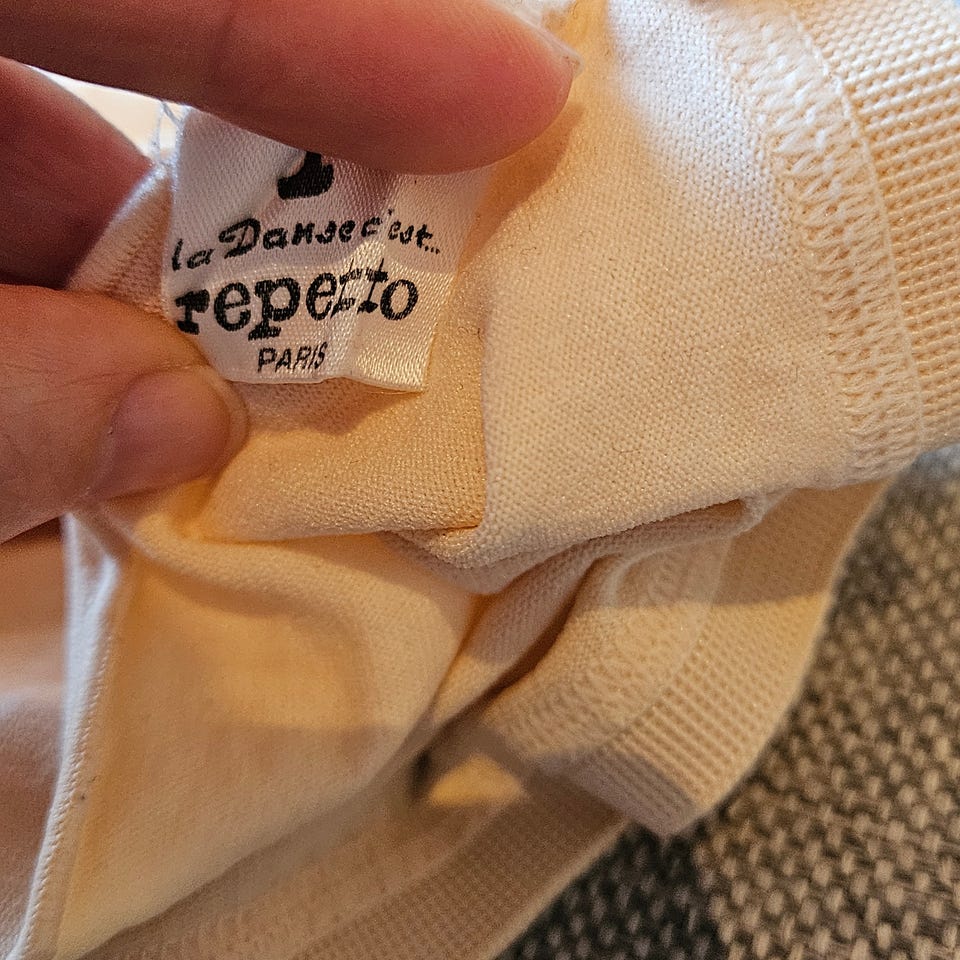 la Danse c'est...
repetto
PARIS